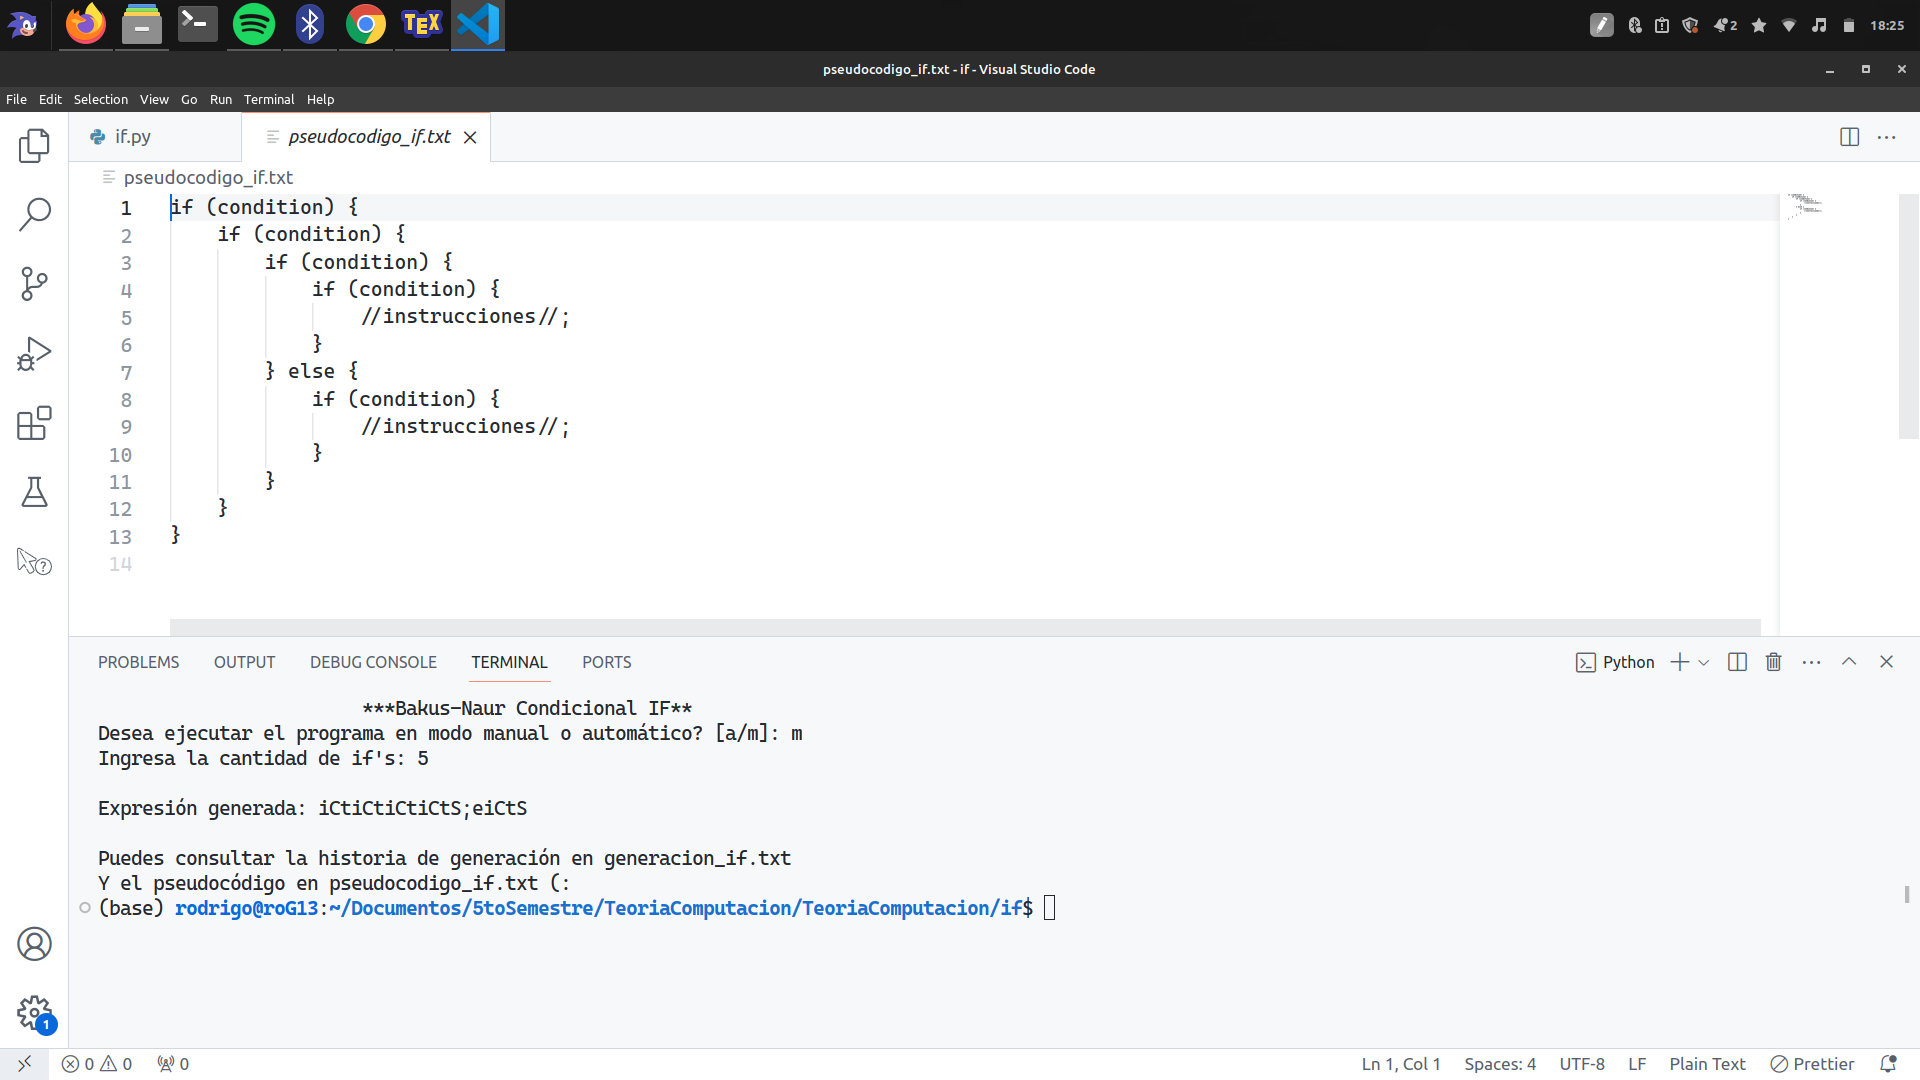 TEX
2
18:25
pseudocodigo_if.txt - if - Visual Studio Code
File Edit Selection View Go Run Terminal Help
if.py
pseudocodigo_if.txt
pseudocodigo_if.txt
1 if (condition) {
2 if (condition) {
3 if (condition) {
4 if (condition) {
5 //instrucciones//;
6 }
7 } else {
8 if (condition) {
9 //instrucciones//;
10 }
11 }
12 }
13 }
14
PROBLEMS OUTPUT DEBUG CONSOLE TERMINAL PORTS
Python
***Bakus-Naur Condicional IF**
Desea ejecutar el programa en modo manual o automático? [a/m]: m
Ingresa la cantidad de if's: 5
Expresión generada: iCtiCtiCtiCtS;eiCtS
Puedes consultar la historia de generación en generacion_if.txt
Y el pseudocódigo en pseudocodigo_if.txt (:
(base) rodrigo@roG13:~/Documentos/5toSemestre/TeoriaComputacion/TeoriaComputacion/if$
1
0 0 0
Ln 1, Col 1 Spaces: 4 UTF-8 LF Plain Text Prettier